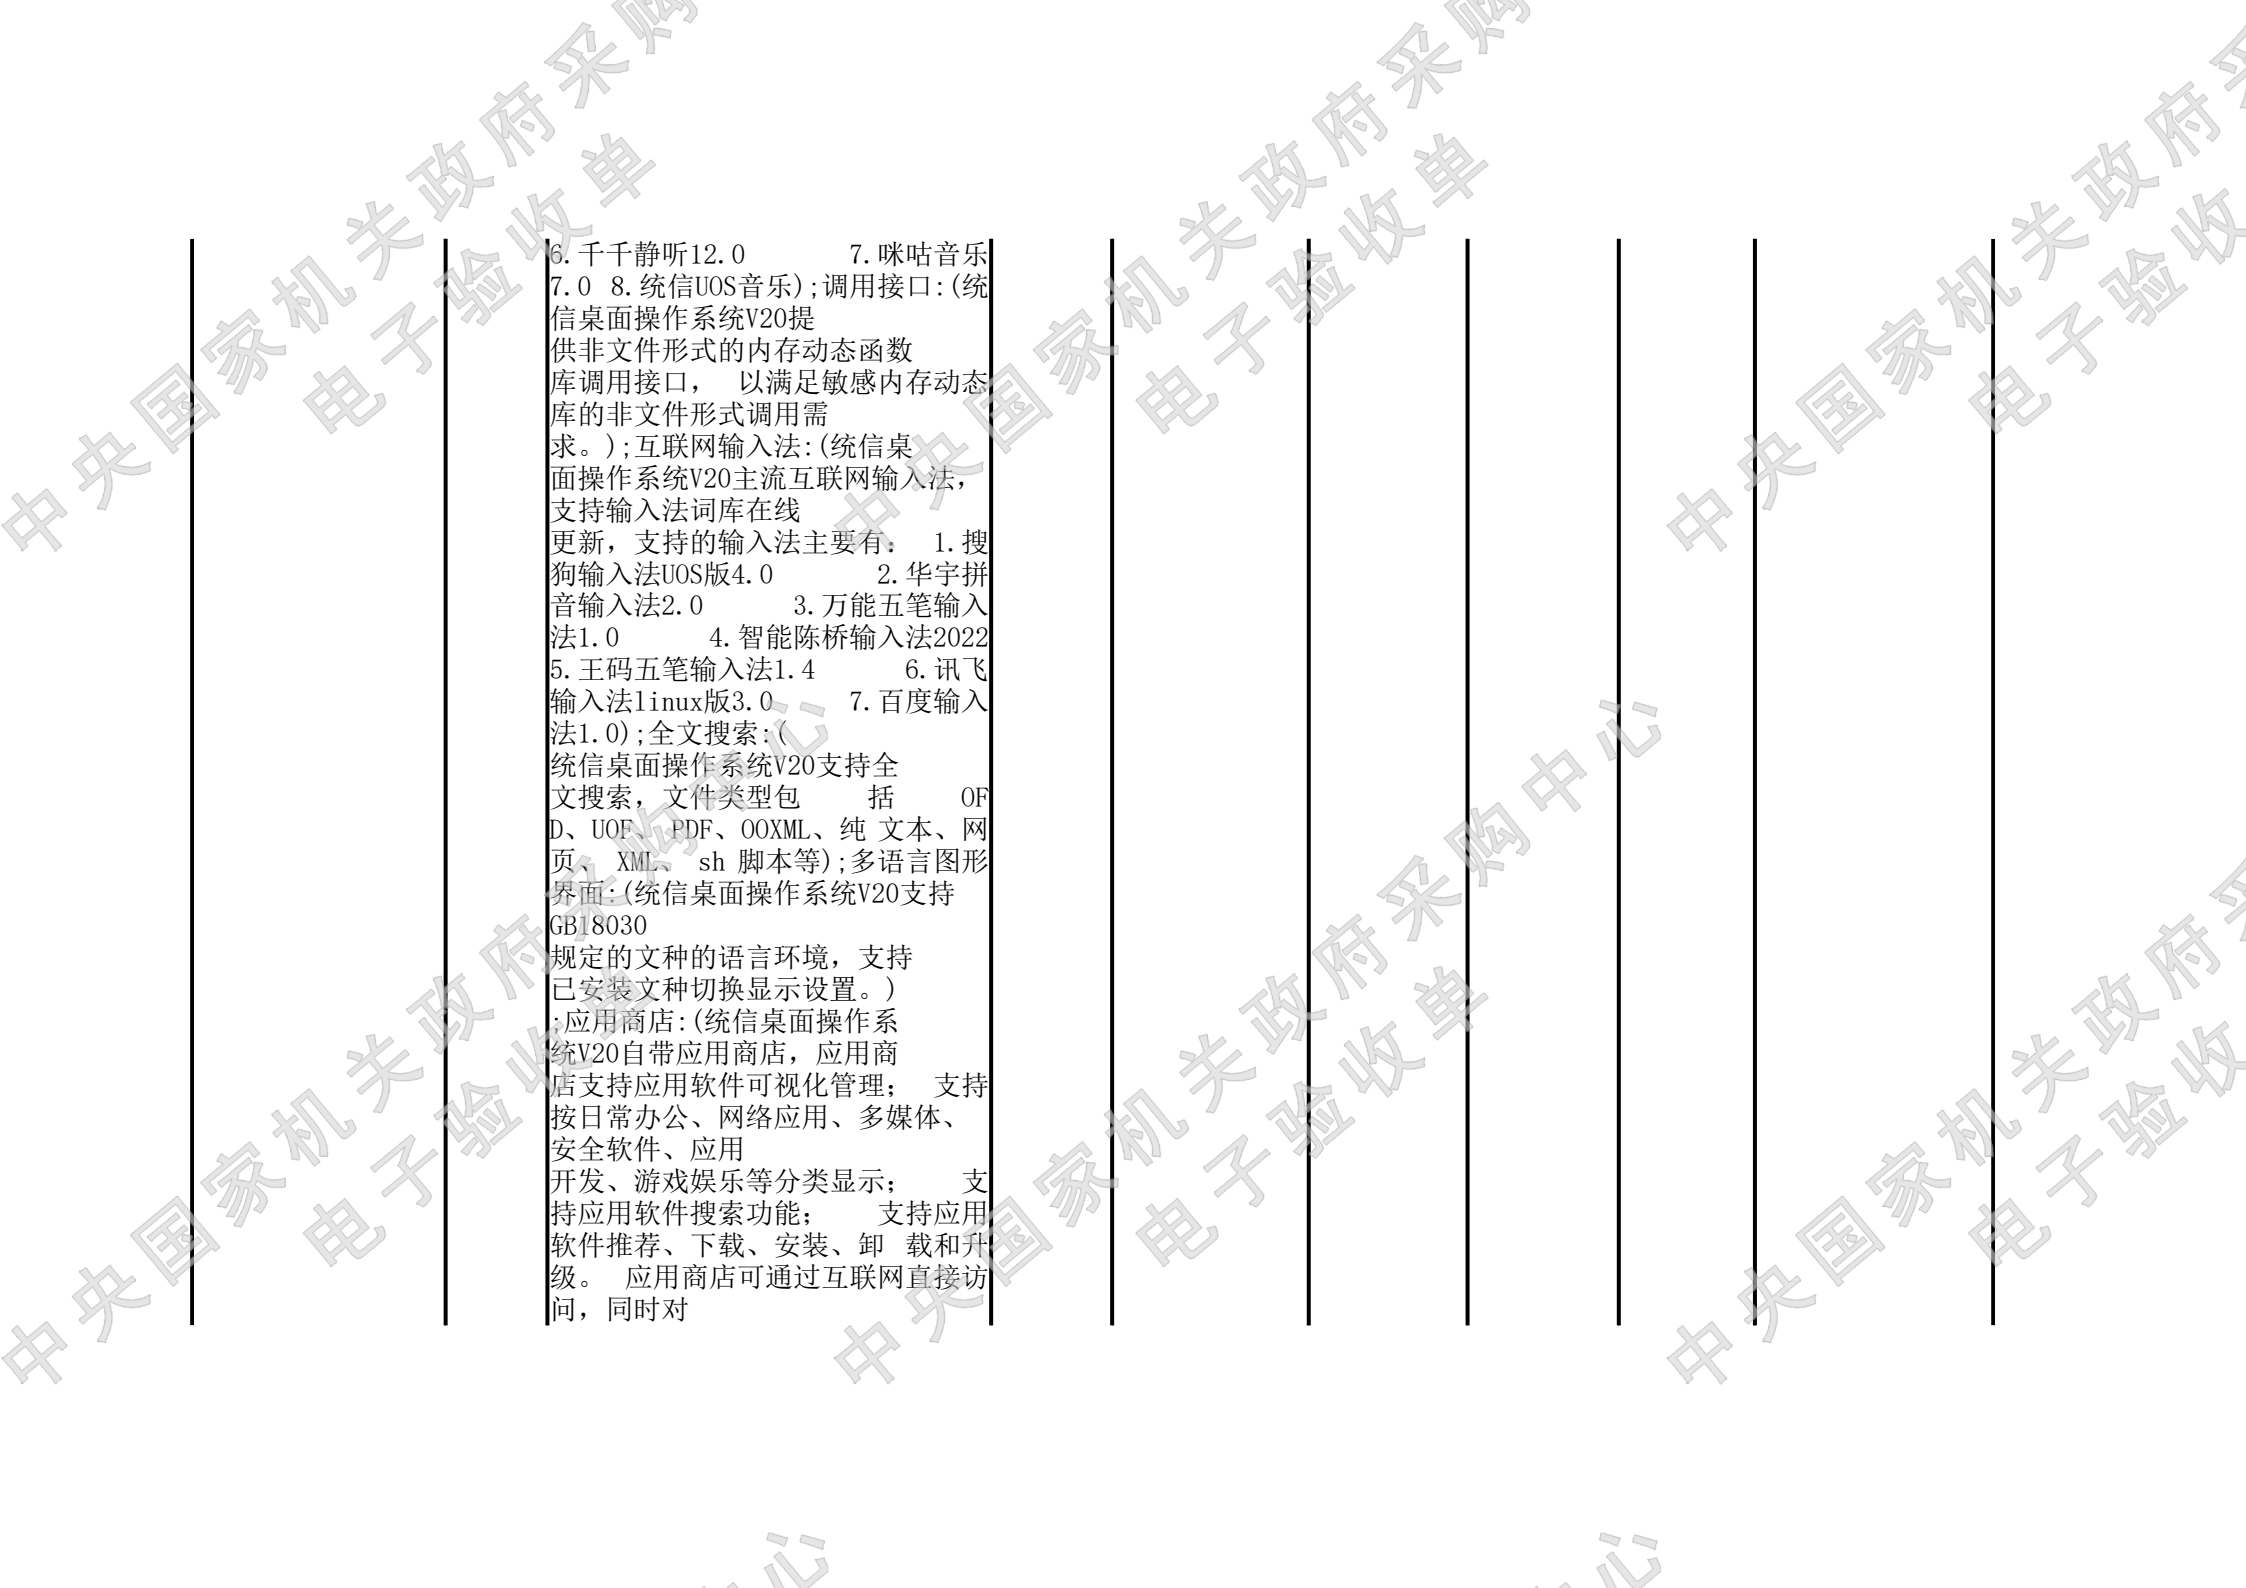 6.千千静听12.0 7.咪咕音乐
7.0 8.统信UOS音乐);调用接口:(统
信桌面操作系统V20提
供非文件形式的内存动态函数
库调用接口， 以满足敏感内存动态
库的非文件形式调用需
求。);互联网输入法:(统信桌
面操作系统V20主流互联网输入法，
支持输入法词库在线
更新，支持的输入法主要有： 1.搜
狗输入法UOS版4.0 2.华宇拼
音输入法2.0 3.万能五笔输入
法1.0 4.智能陈桥输入法2022
5.王码五笔输入法1.4 6.讯飞
输入法linux版3.0 7.百度输入
法1.0);全文搜索:(
统信桌面操作系统V20支持全
文搜索，文件类型包 括 OF
D、UOF、 PDF、OOXML、纯 文本、网
页、 XML、 sh 脚本等);多语言图形
界面:(统信桌面操作系统V20支持
GB18030
规定的文种的语言环境，支持
已安装文种切换显示设置。)
;应用商店:(统信桌面操作系
统V20自带应用商店，应用商
店支持应用软件可视化管理； 支持
按日常办公、网络应用、多媒体、
安全软件、应用
开发、游戏娱乐等分类显示； 支
持应用软件搜索功能； 支持应用
软件推荐、下载、安装、卸 载和升
级。 应用商店可通过互联网直接访
问，同时对
中央国家机关政府采购中心
电子验收单